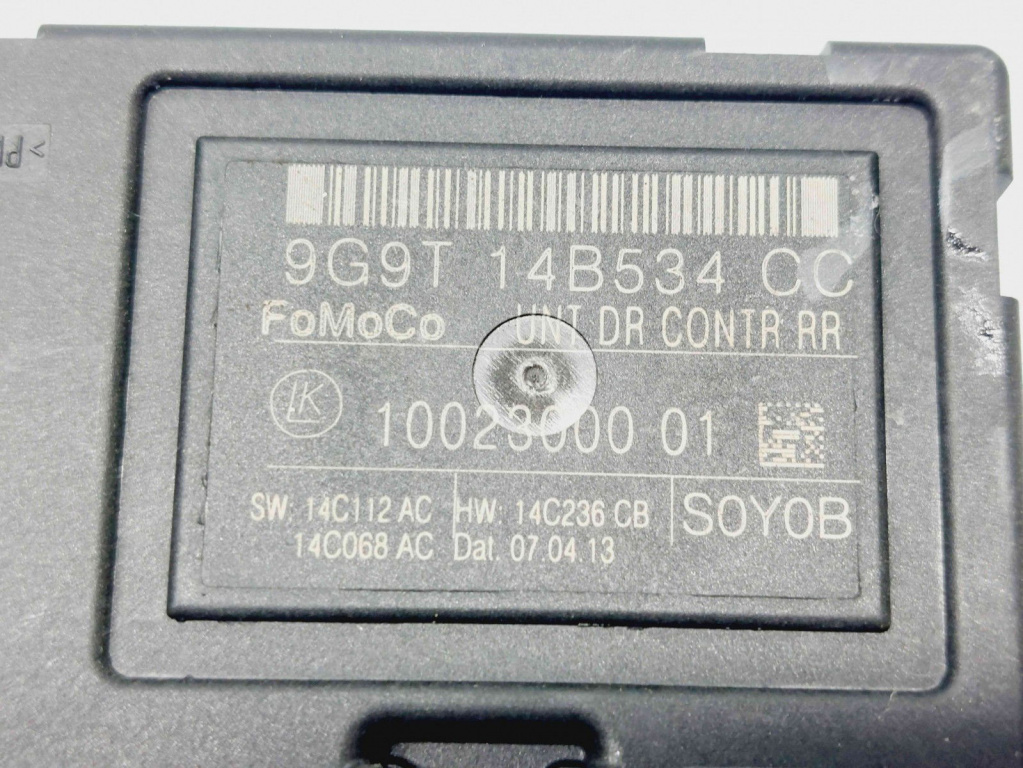 9G9T 14B534 CC
FoMoCo UNT DR CONTR RR
LK 10023000 01
SW: 14C112 AC HW: 14C236 CB SOYOB
14C068 AC Dat. 07.04.13